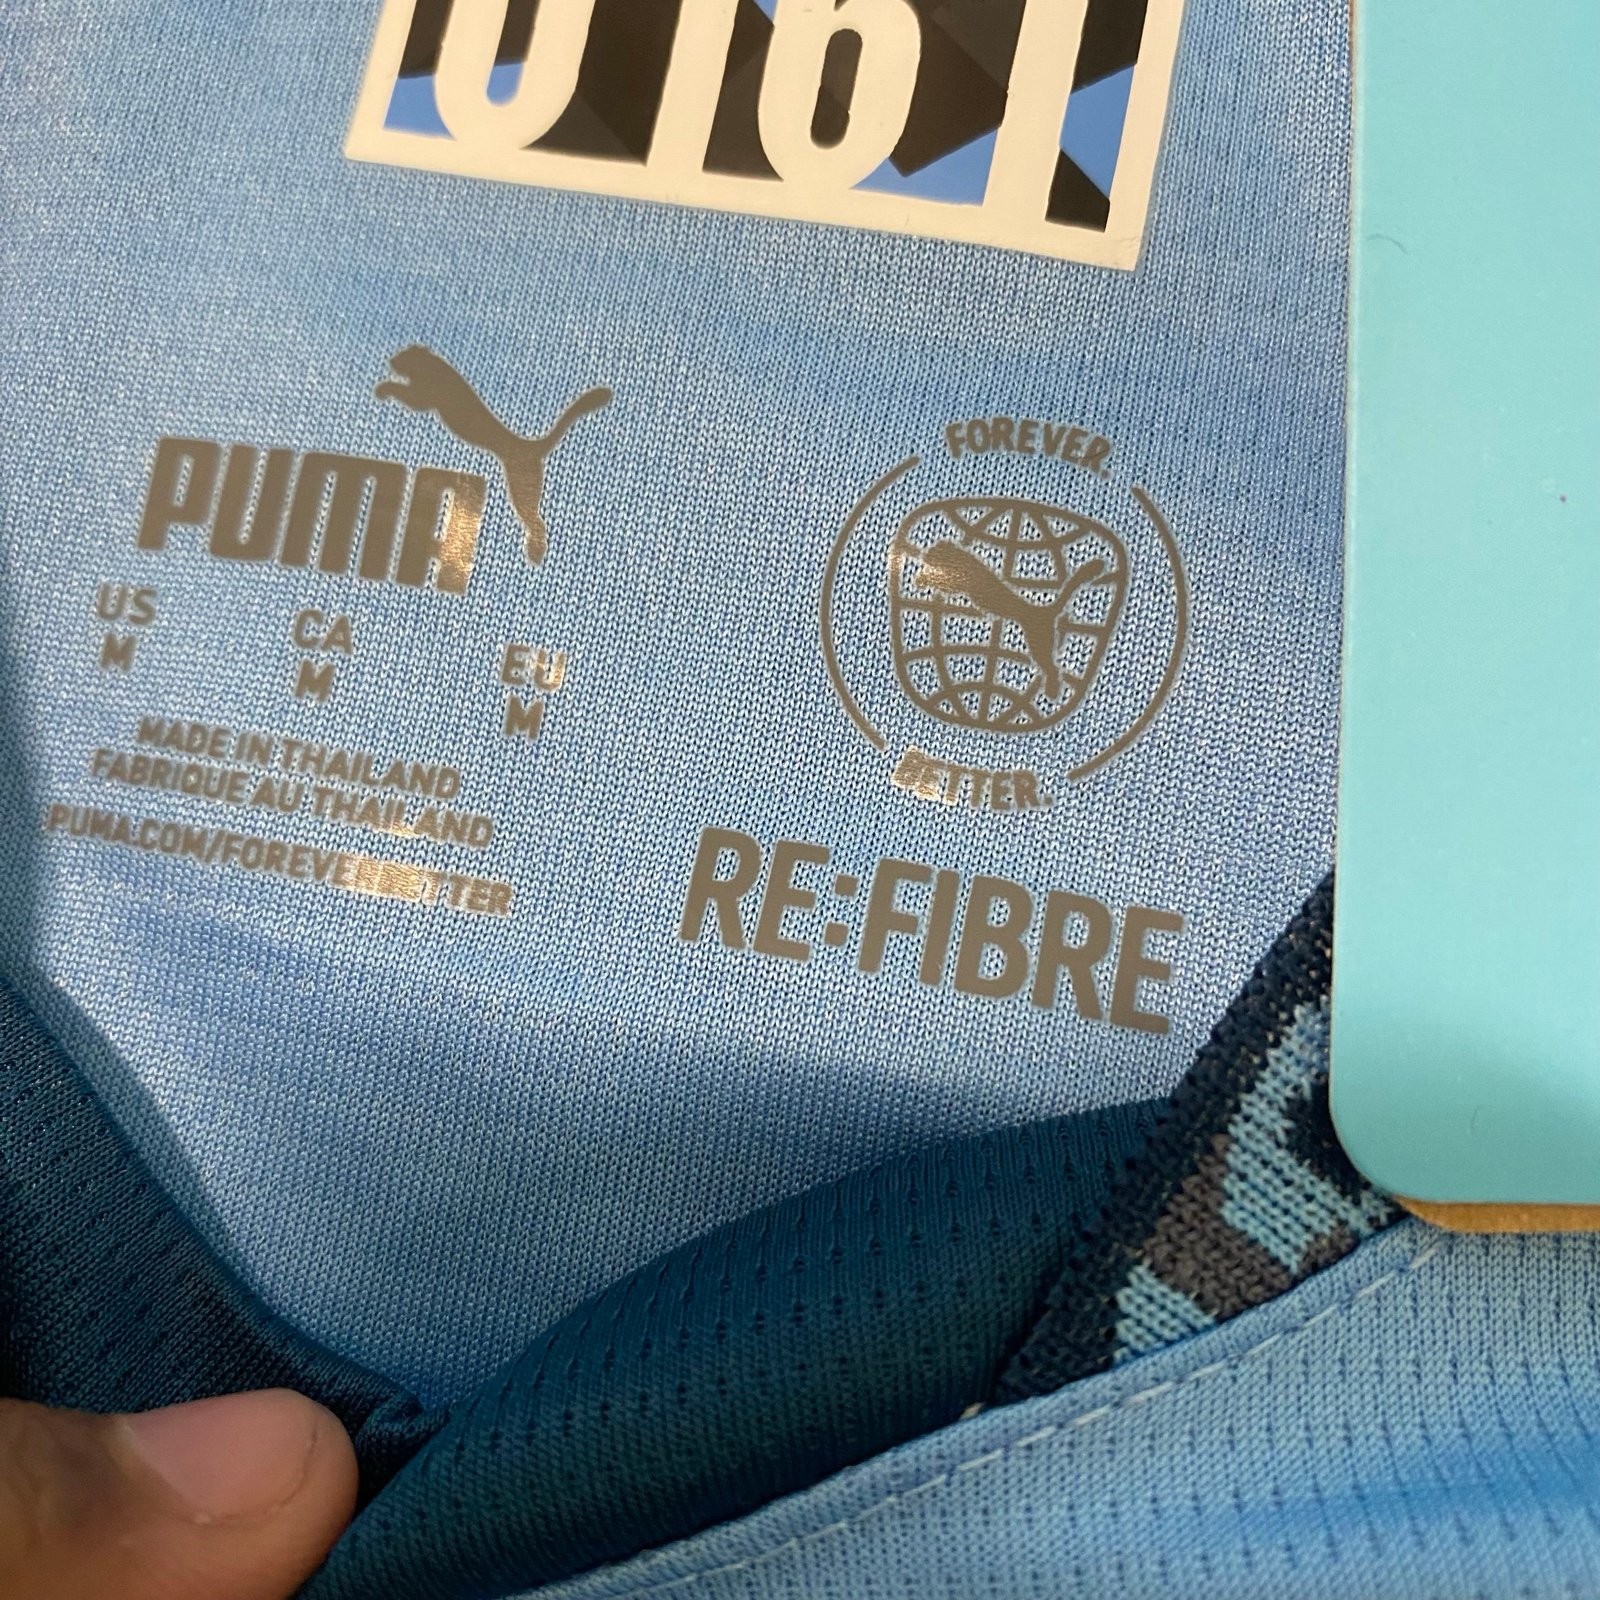 0161
PUMA
US CA EU
M M M
MADE IN THAILAND
FABRIQUE AU THAILAND
PUMA.COM/FOREVERBETTER
FOREVER.
BETTER.
RE:FIBRE